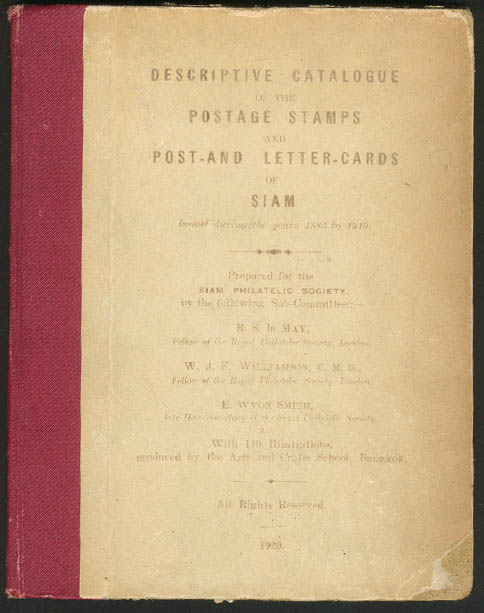 DESCRIPTIVE CATALOGUE
OF THE
POSTAGE STAMPS
AND
POST-AND LETTER-CARDS
OF
SIAM
Issued during the years 1883 to 1919.
Prepared for the
SIAM PHILATELIC SOCIETY.
by the following Sub-Committee:—
R. S. le MAY,
Fellow of the Royal Philatelic Society, London.
W. J. F. WILLIAMSON, C. M. G.,
Fellow of the Royal Philatelic Society, London.
E. WYON SMITH,
late Hon. Secretary of the Siam Philatelic Society.
With 119 Illustrations,
produced by the Arts and Crafts School, Bangkok.
All Rights Reserved.
1920.